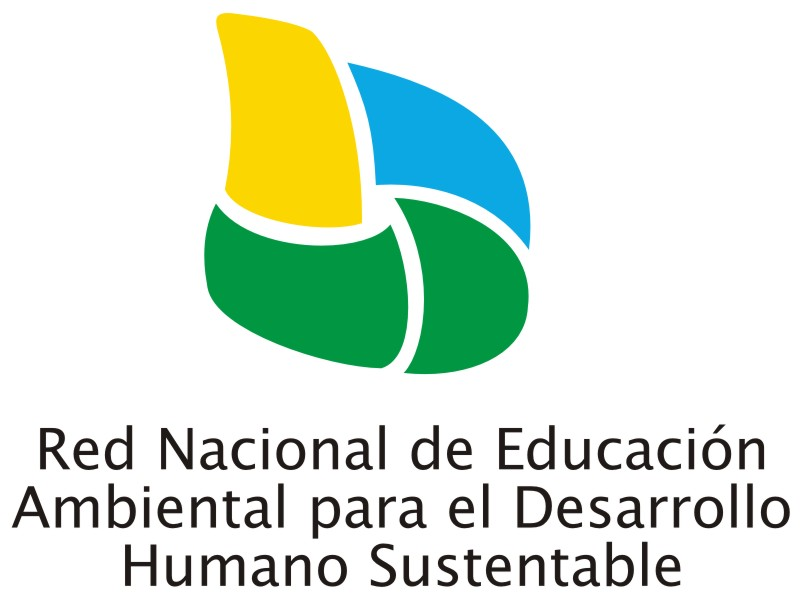 Red Nacional de Educación
Ambiental para el Desarrollo
Humano Sustentable